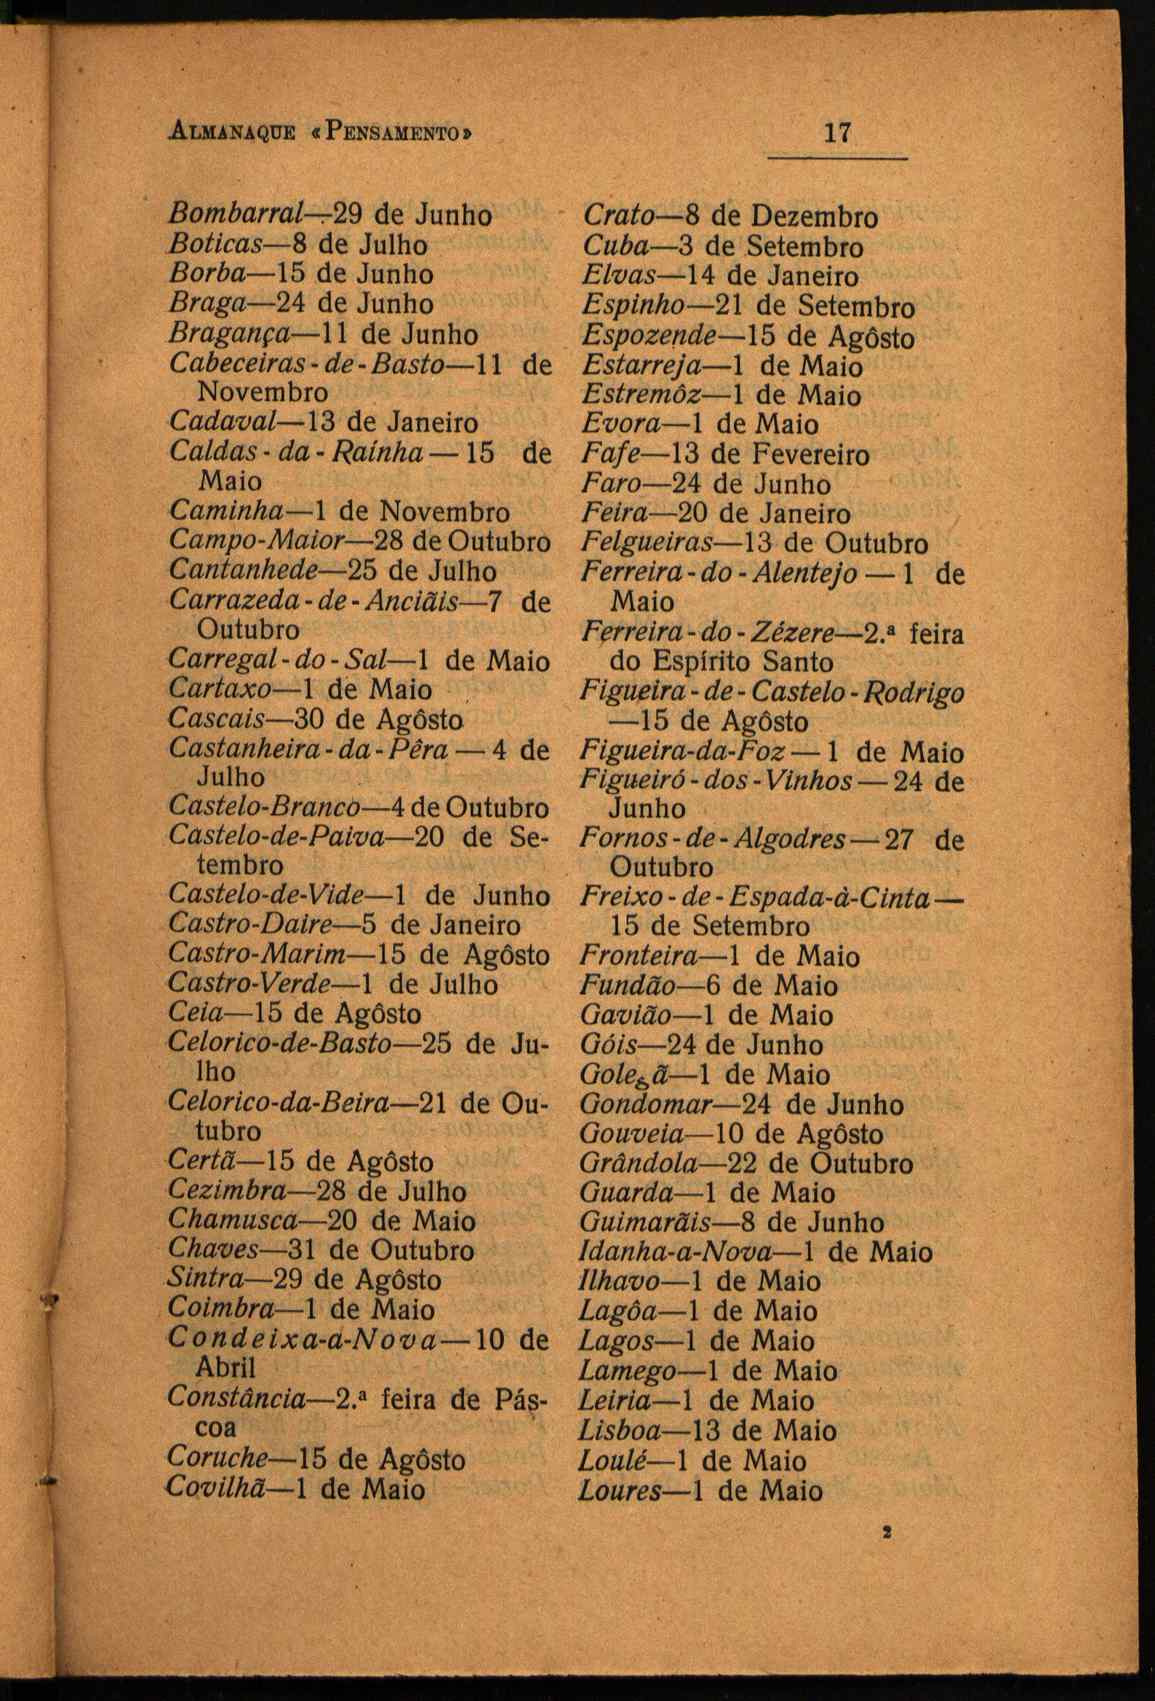 ALMANAQUE «PENSAMENTO» 17
Bombarral—29 de Junho
Boticas—8 de Julho
Borba—15 de Junho
Braga—24 de Junho
Bragança—11 de Junho
Cabeceiras-de-Basto—11 de
Novembro
Cadaval—13 de Janeiro
Caldas-da-Raínha—15 de
Maio
Caminha—1 de Novembro
Campo-Maior—28 de Outubro
Cantanhede—25 de Julho
Carrazeda-de-Anciãis—7 de
Outubro
Carregal-do-Sal—1 de Maio
Cartaxo—1 de Maio
Cascais—30 de Agôsto
Castanheira-da-Pêra—4 de
Julho
Castelo-Branco—4 de Outubro
Castelo-de-Paiva—20 de Se-
tembro
Castelo-de-Vide—1 de Junho
Castro-Daire—5 de Janeiro
Castro-Marim—15 de Agôsto
Castro-Verde—1 de Julho
Ceia—15 de Agôsto
Celorico-de-Basto—25 de Ju-
lho
Celorico-da-Beira—21 de Ou-
tubro
Certã—15 de Agôsto
Cezimbra—28 de Julho
Chamusca—20 de Maio
Chaves—31 de Outubro
Sintra—29 de Agôsto
Coimbra—1 de Maio
Condeixa-a-Nova—10 de
Abril
Constância—2.ª feira de Pás-
coa
Coruche—15 de Agôsto
Covilhã—1 de Maio
Crato—8 de Dezembro
Cuba—3 de Setembro
Elvas—14 de Janeiro
Espinho—21 de Setembro
Espozende—15 de Agôsto
Estarreja—1 de Maio
Estremôz—1 de Maio
Evora—1 de Maio
Fafe—13 de Fevereiro
Faro—24 de Junho
Feira—20 de Janeiro
Felgueiras—13 de Outubro
Ferreira-do-Alentejo—1 de
Maio
Ferreira-do-Zézere—2.ª feira
do Espírito Santo
Figueira-de-Castelo-Rodrigo
—15 de Agôsto
Figueira-da-Foz—1 de Maio
Figueiró-dos-Vinhos—24 de
Junho
Fornos-de-Algodres—27 de
Outubro
Freixo-de-Espada-à-Cinta—
15 de Setembro
Fronteira—1 de Maio
Fundão—6 de Maio
Gavião—1 de Maio
Góis—24 de Junho
Golegã—1 de Maio
Gondomar—24 de Junho
Gouveia—10 de Agôsto
Grândola—22 de Outubro
Guarda—1 de Maio
Guimarãis—8 de Junho
Idanha-a-Nova—1 de Maio
Ilhavo—1 de Maio
Lagôa—1 de Maio
Lagos—1 de Maio
Lamego—1 de Maio
Leiria—1 de Maio
Lisboa—13 de Maio
Loulé—1 de Maio
Loures—1 de Maio
2